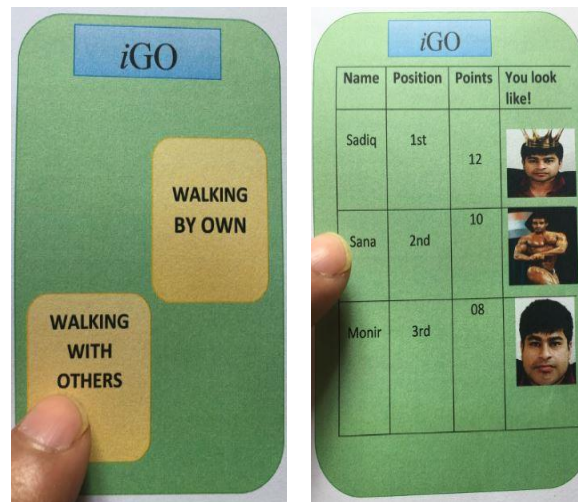 iGO
WALKING
BY OWN
WALKING
WITH
OTHERS
iGO
Name Position Points You look
like!
Sadiq 1st
12
Sana 2nd 10
Monir 3rd 08